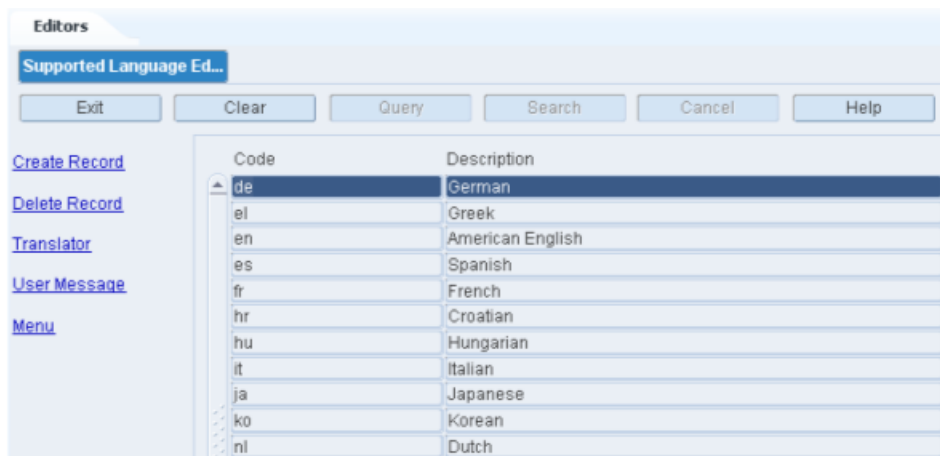 Editors
Supported Language Ed...
Exit Clear Query Search Cancel Help
Create Record
Delete Record
Translator
User Message
Menu
Code Description
de German
el Greek
en American English
es Spanish
fr French
hr Croatian
hu Hungarian
it Italian
ja Japanese
ko Korean
nl Dutch